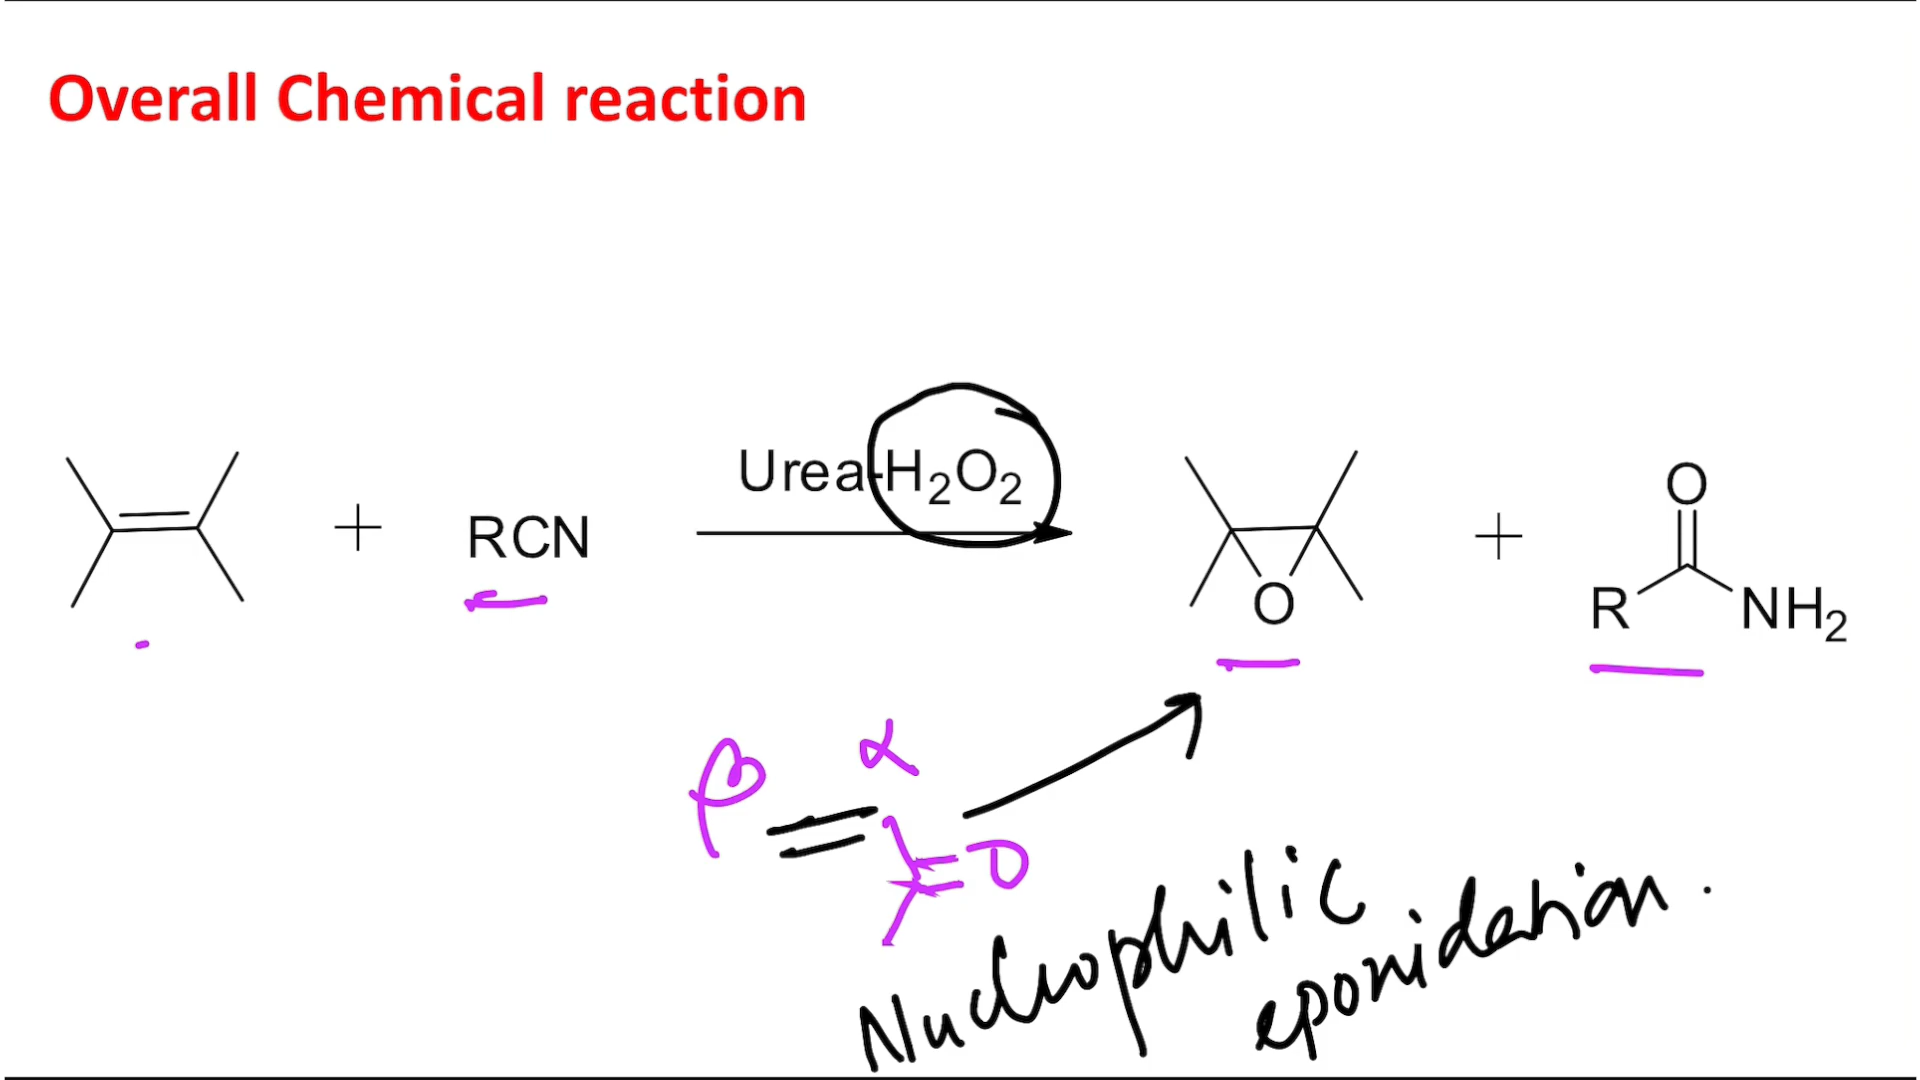 Overall Chemical reaction
+ RCN Urea-H₂O₂ O + O R NH₂
β α
O
Nucleophilic
epoxidation.